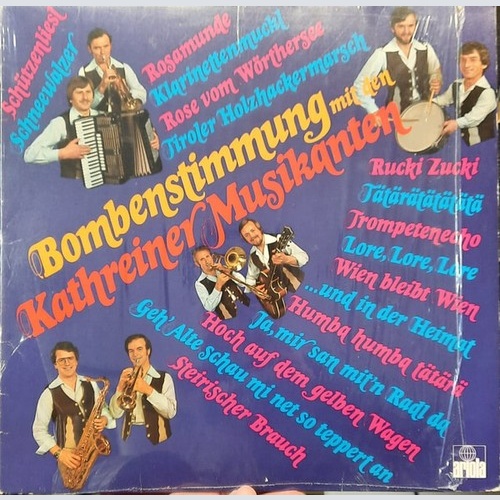 Schützenliesl
Schneewalzer
Rosamunde
Klarinettenmuckl
Rose vom Wörthersee
Tiroler Holzhackermarsch
Bombenstimmung mit den
Kathreiner Musikanten
Rucki Zucki
Tätärätätätätä
Trompetenecho
Lore, Lore, Lore
Wien bleibt Wien
...und in der Heimat
Humba humba täiärä
Ja, mir san mit'n Radl da
Hoch auf dem gelben Wagen
Geh' Alte schau mi net so teppert an
Steirischer Brauch
ariola